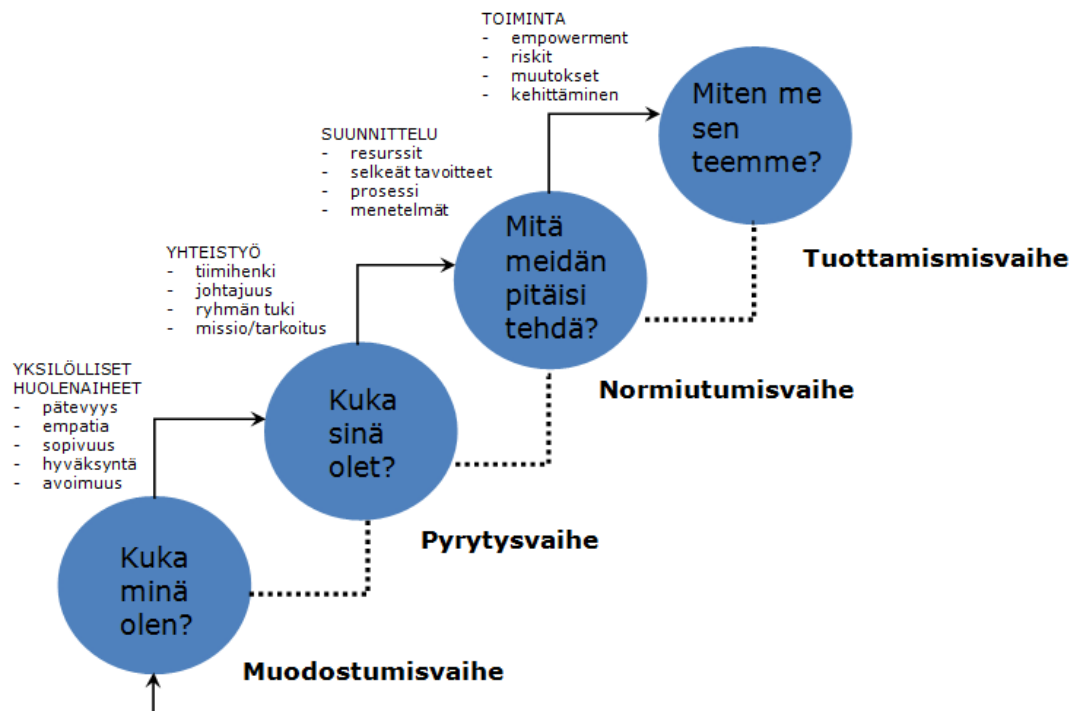 TOIMINTA
- empowerment
- riskit
- muutokset
- kehittäminen
Miten me
sen
teemme?
SUUNNITTELU
- resurssit
- selkeät tavoitteet
- prosessi
- menetelmät
Mitä
meidän
pitäisi
tehdä?
Tuottamismisvaihe
YHTEISTYÖ
- tiimihenki
- johtajuus
- ryhmän tuki
- missio/tarkoitus
Kuka
sinä
olet?
Normiutumisvaihe
YKSILÖLLISET
HUOLENAIHEET
- pätevyys
- empatia
- sopivuus
- hyväksyntä
- avoimuus
Pyrytysvaihe
Kuka
minä
olen?
Muodostumisvaihe